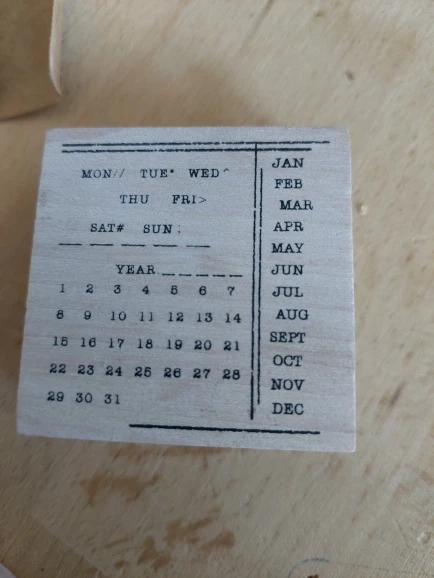 MON// TUE* WED^
THU FRI>
SAT# SUN;
YEAR _ _ _ _ _
1 2 3 4 5 6 7
8 9 10 11 12 13 14
15 16 17 18 19 20 21
22 23 24 25 26 27 28
29 30 31
JAN
FEB
MAR
APR
MAY
JUN
JUL
AUG
SEPT
OCT
NOV
DEC